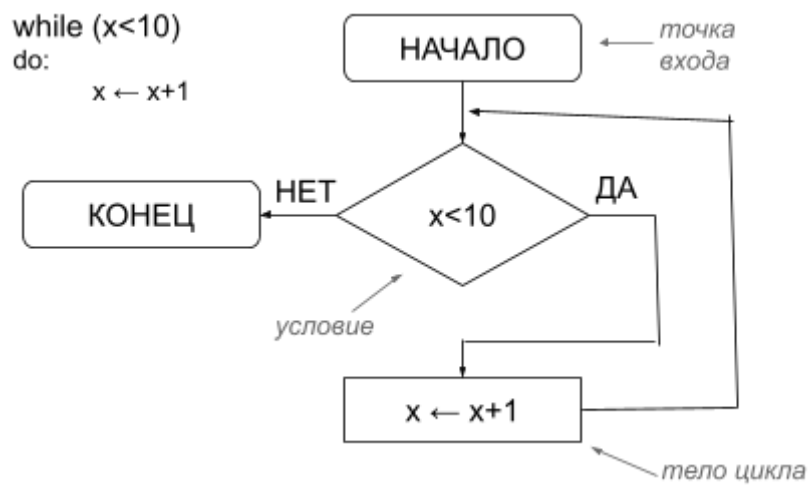 while (x<10)
do:
x ← x+1
НАЧАЛО
точка
входа
НЕТ
ДА
КОНЕЦ
x<10
условие
x ← x+1
тело цикла